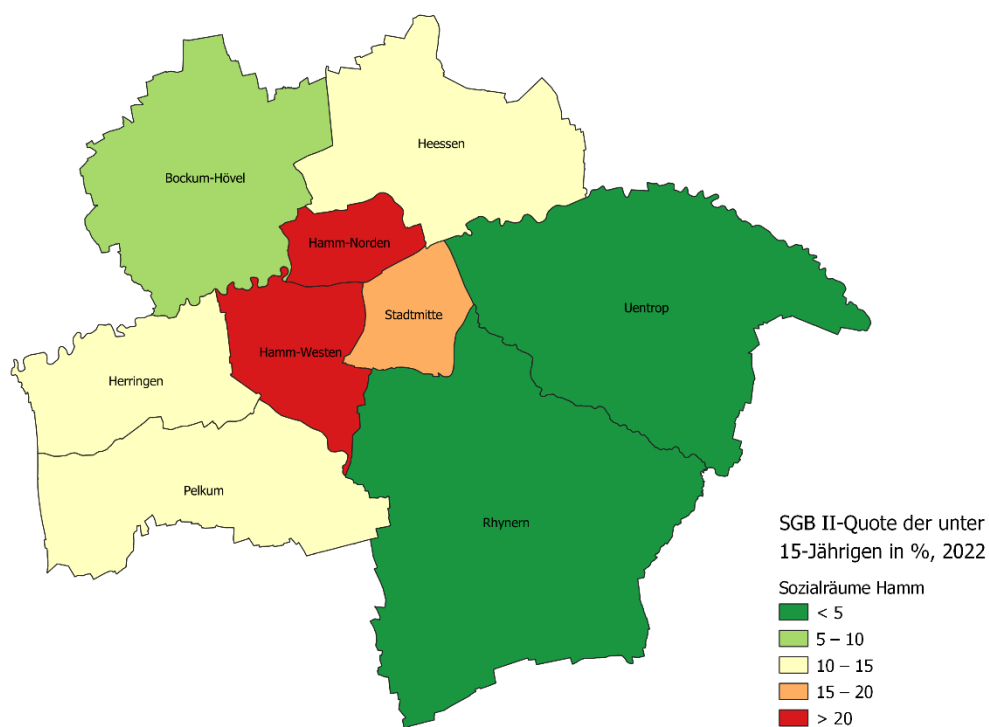 Heessen
Bockum-Hövel
Hamm-Norden
Uentrop
Stadtmitte
Hamm-Westen
Herringen
Pelkum
Rhynern
SGB II-Quote der unter
15-Jährigen in %, 2022
Sozialräume Hamm
< 5
5 – 10
10 – 15
15 – 20
> 20